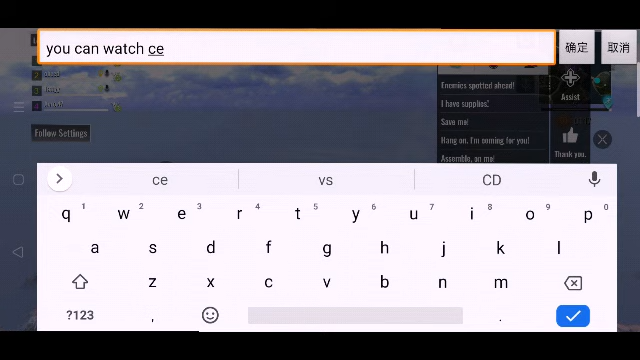 you can watch ce
确定
取消
Enemies spotted ahead!
I have supplies!
Assist
Save me!
Follow Settings
Hang on. I'm coming for you!
Thank you.
Assemble, on me!
ce
vs
CD
q 1 w 2 e 3 r 4 t 5 y 6 u 7 i 8 o 9 p 0
a s d f g h j k l
z x c v b n m
?123 , .